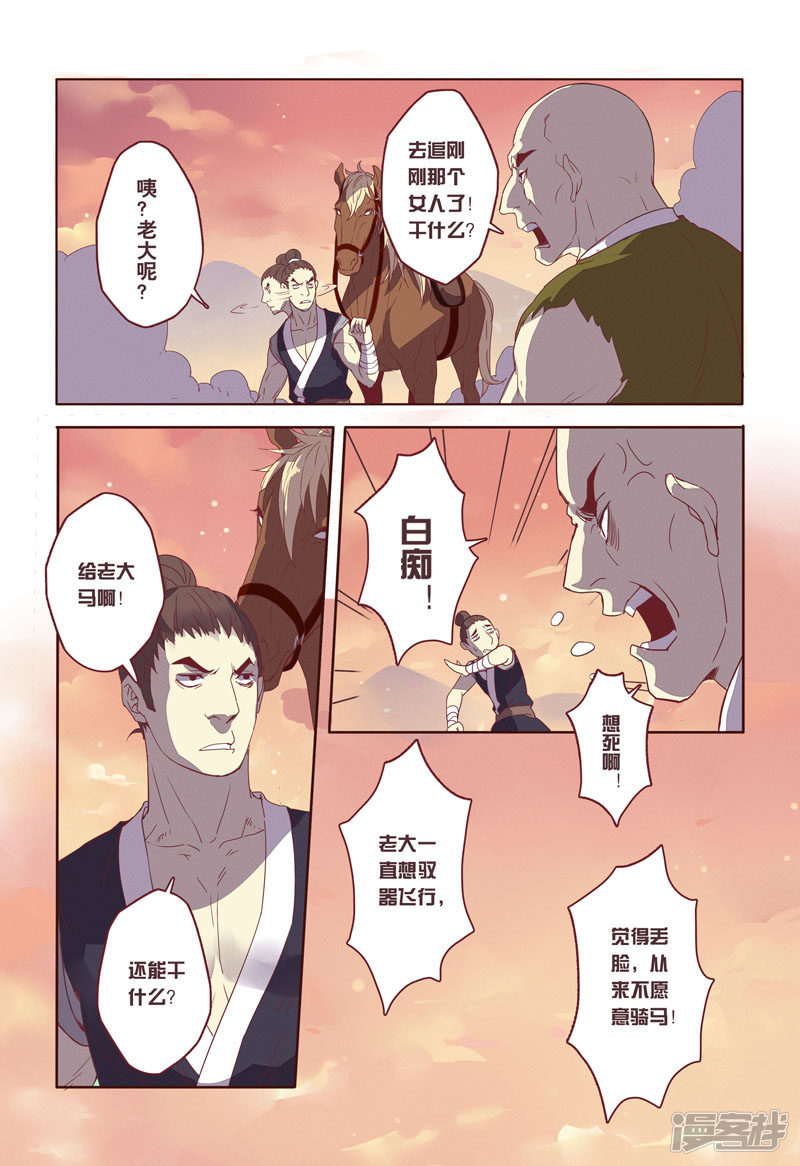 咦?
老大呢?
去追刚
刚那个
女人了!
干什么?
给老大
马啊!
还能干
什么?
白痴!
想死啊!
老大一
直想驭
器飞行,
觉得丢
脸,从
来不愿
意骑马!
漫客栈